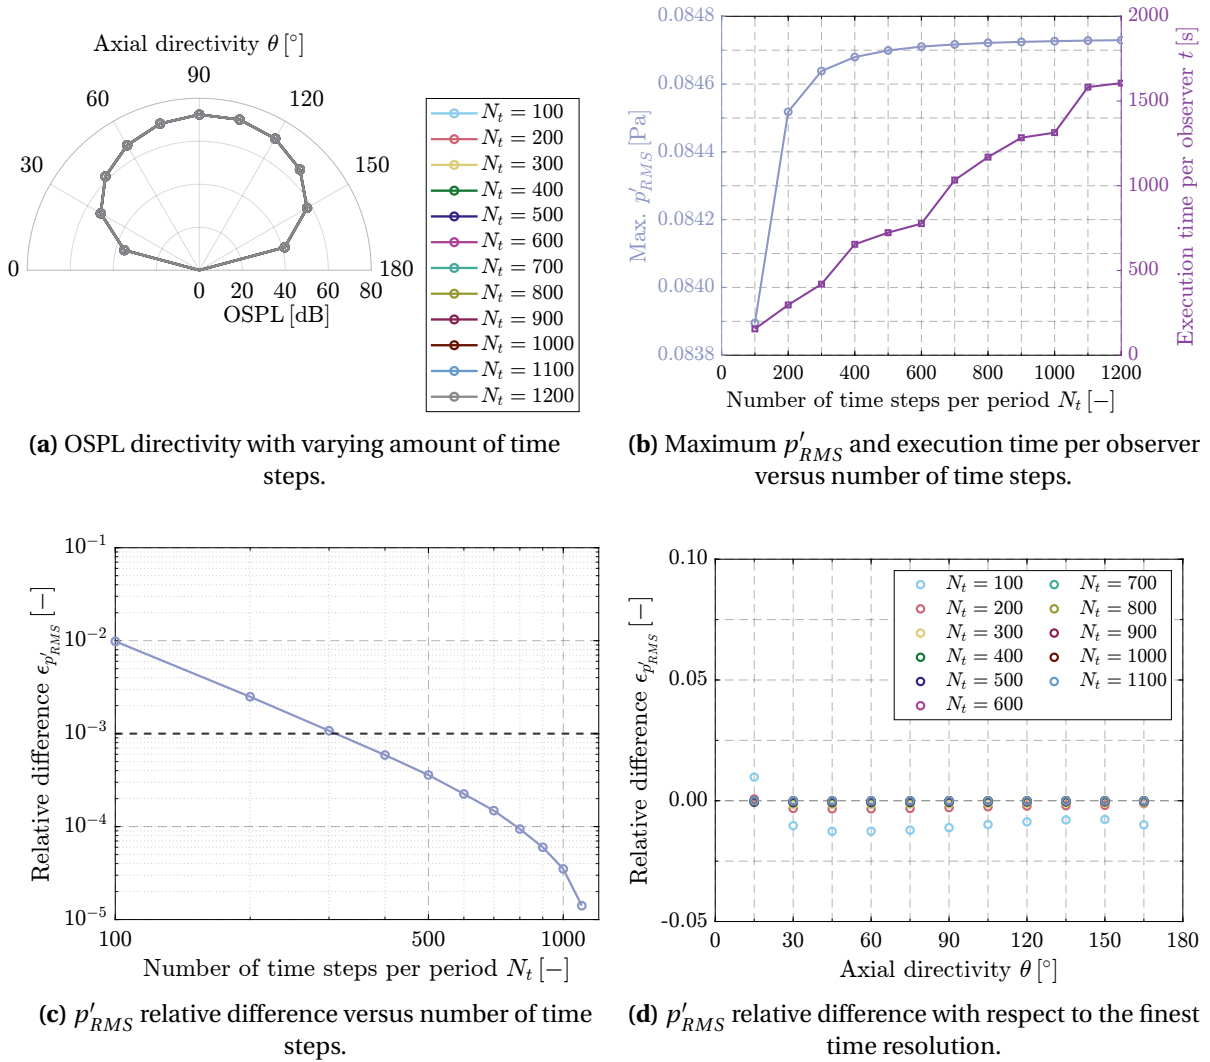 Axial directivity θ [°]
90
60
120
30
150
0
180
0 20 40 60 80
OSPL [dB]
N_t = 100
N_t = 200
N_t = 300
N_t = 400
N_t = 500
N_t = 600
N_t = 700
N_t = 800
N_t = 900
N_t = 1000
N_t = 1100
N_t = 1200
(a) OSPL directivity with varying amount of time
steps.
Max. p′_RMS [Pa]
0.0848
0.0846
0.0844
0.0842
0.0840
0.0838
Execution time per observer t [s]
2000
1500
1000
500
0
0 200 400 600 800 1000 1200
Number of time steps per period N_t [−]
(b) Maximum p′_RMS and execution time per observer
versus number of time steps.
Relative difference ϵ_p′_RMS [−]
10⁻¹
10⁻²
10⁻³
10⁻⁴
10⁻⁵
100 500 1000
Number of time steps per period N_t [−]
(c) p′_RMS relative difference versus number of time
steps.
Relative difference ϵ_p′_RMS [−]
0.10
0.05
0.00
-0.05
N_t = 100
N_t = 200
N_t = 300
N_t = 400
N_t = 500
N_t = 600
N_t = 700
N_t = 800
N_t = 900
N_t = 1000
N_t = 1100
0 30 60 90 120 150 180
Axial directivity θ [°]
(d) p′_RMS relative difference with respect to the finest
time resolution.